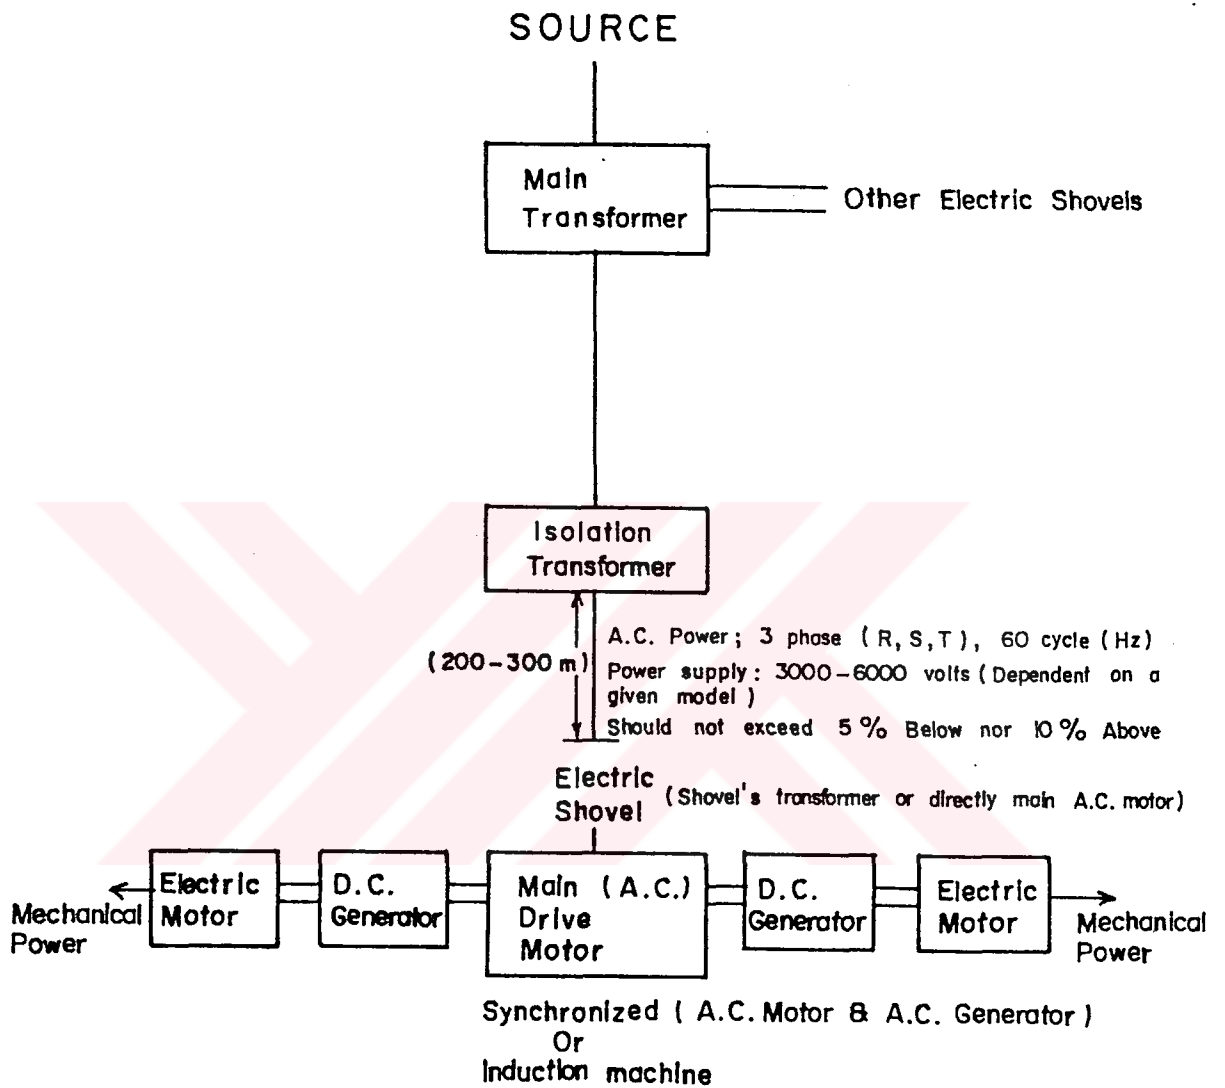 SOURCE
Main
Transformer
Other Electric Shovels
Isolation
Transformer
(200-300 m)
A.C. Power; 3 phase (R,S,T), 60 cycle (Hz)
Power supply: 3000-6000 volts (Dependent on a
given model)
Should not exceed 5% Below nor 10% Above
Electric
Shovel
(Shovel's transformer or directly main A.C. motor)
Mechanical
Power
Electric
Motor
D.C.
Generator
Main (A.C.)
Drive
Motor
D.C.
Generator
Electric
Motor
Mechanical
Power
Synchronized (A.C. Motor & A.C. Generator)
Or
Induction machine